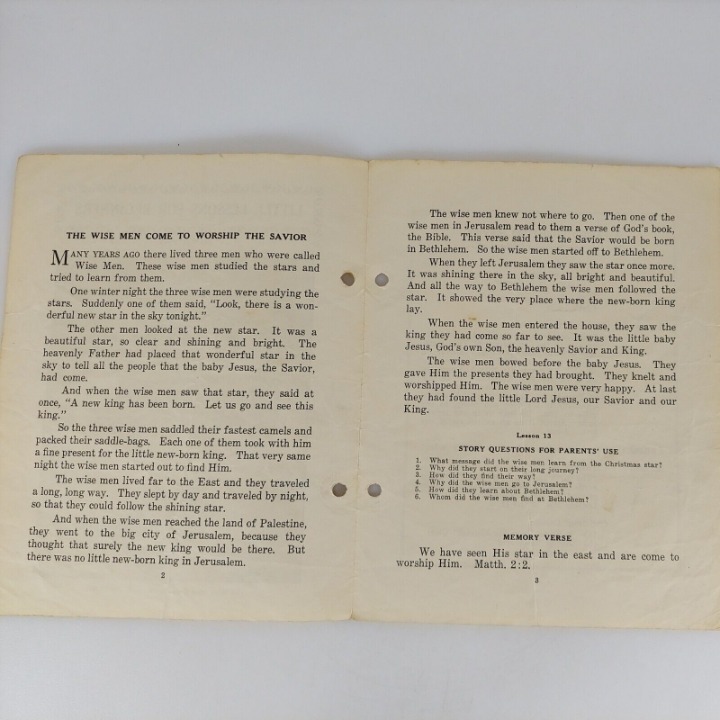 THE WISE MEN COME TO WORSHIP THE SAVIOR
MANY YEARS AGO there lived three men who were called
Wise Men. These wise men studied the stars and
tried to learn from them.
One winter night the three wise men were studying the
stars. Suddenly one of them said, "Look, there is a won-
derful new star in the sky tonight."
The other men looked at the new star. It was a
beautiful star, so clear and shining and bright. The
heavenly Father had placed that wonderful star in the
sky to tell all the people that the baby Jesus, the Savior,
had come.
And when the wise men saw that star, they said at
once, "A new king has been born. Let us go and see this
king."
So the three wise men saddled their fastest camels and
packed their saddle-bags. Each one of them took with him
a fine present for the little new-born king. That very same
night the wise men started out to find Him.
The wise men lived far to the East and they traveled
a long, long way. They slept by day and traveled by night,
so that they could follow the shining star.
And when the wise men reached the land of Palestine,
they went to the big city of Jerusalem, because they
thought that surely the new king would be there. But
there was no little new-born king in Jerusalem.
2
The wise men knew not where to go. Then one of the
wise men in Jerusalem read to them a verse of God's book,
the Bible. This verse said that the Savior would be born
in Bethlehem. So the wise men started off to Bethlehem.
When they left Jerusalem they saw the star once more.
It was shining there in the sky, all bright and beautiful.
And all the way to Bethlehem the wise men followed the
star. It showed the very place where the new-born king
lay.
When the wise men entered the house, they saw the
king they had come so far to see. It was the little baby
Jesus, God's own Son, the heavenly Savior and King.
The wise men bowed before the baby Jesus. They
gave Him the presents they had brought. They knelt and
worshipped Him. The wise men were very happy. At last
they had found the little Lord Jesus, our Savior and our
King.
Lesson 13
STORY QUESTIONS FOR PARENTS' USE
1. What message did the wise men learn from the Christmas star?
2. Why did they start on their long journey?
3. How did they find their way?
4. Why did the wise men go to Jerusalem?
5. How did they learn about Bethlehem?
6. Whom did the wise men find at Bethlehem?
MEMORY VERSE
We have seen His star in the east and are come to
worship Him. Matth. 2:2.
3